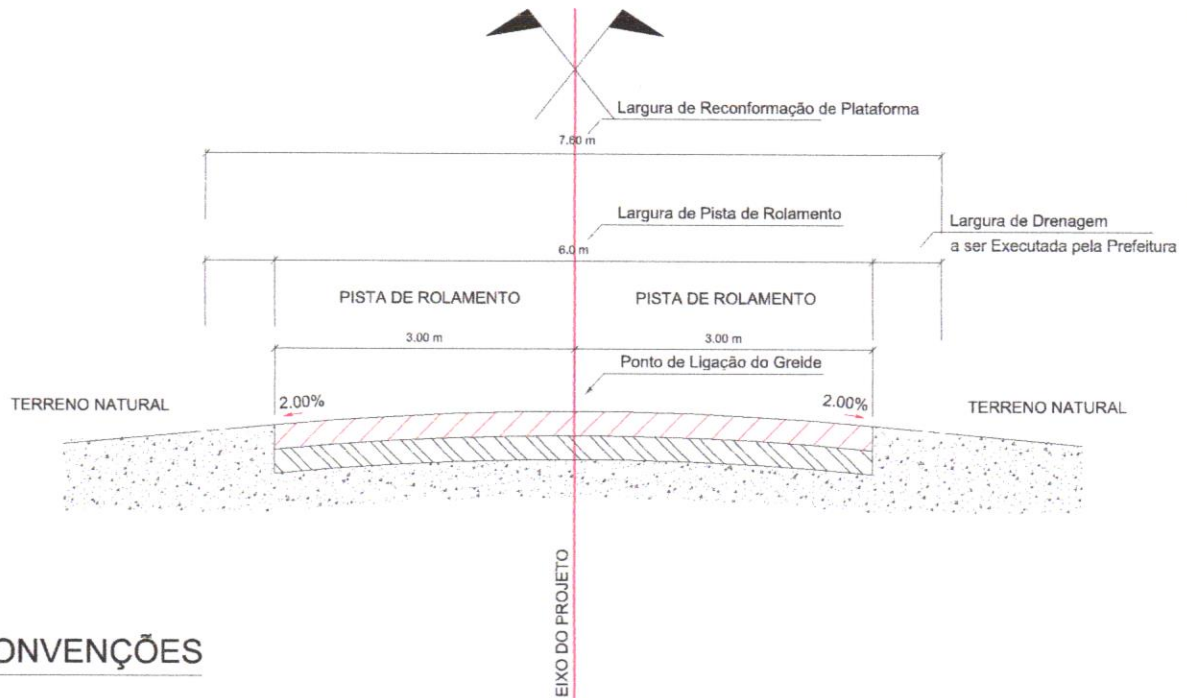 Largura de Reconformação de Plataforma
7.60 m
Largura de Pista de Rolamento
Largura de Drenagem
a ser Executada pela Prefeitura
6.0 m
PISTA DE ROLAMENTO
PISTA DE ROLAMENTO
3.00 m
3.00 m
Ponto de Ligação do Greide
TERRENO NATURAL
2.00%
2.00%
TERRENO NATURAL
EIXO DO PROJETO
ONVENÇÕES